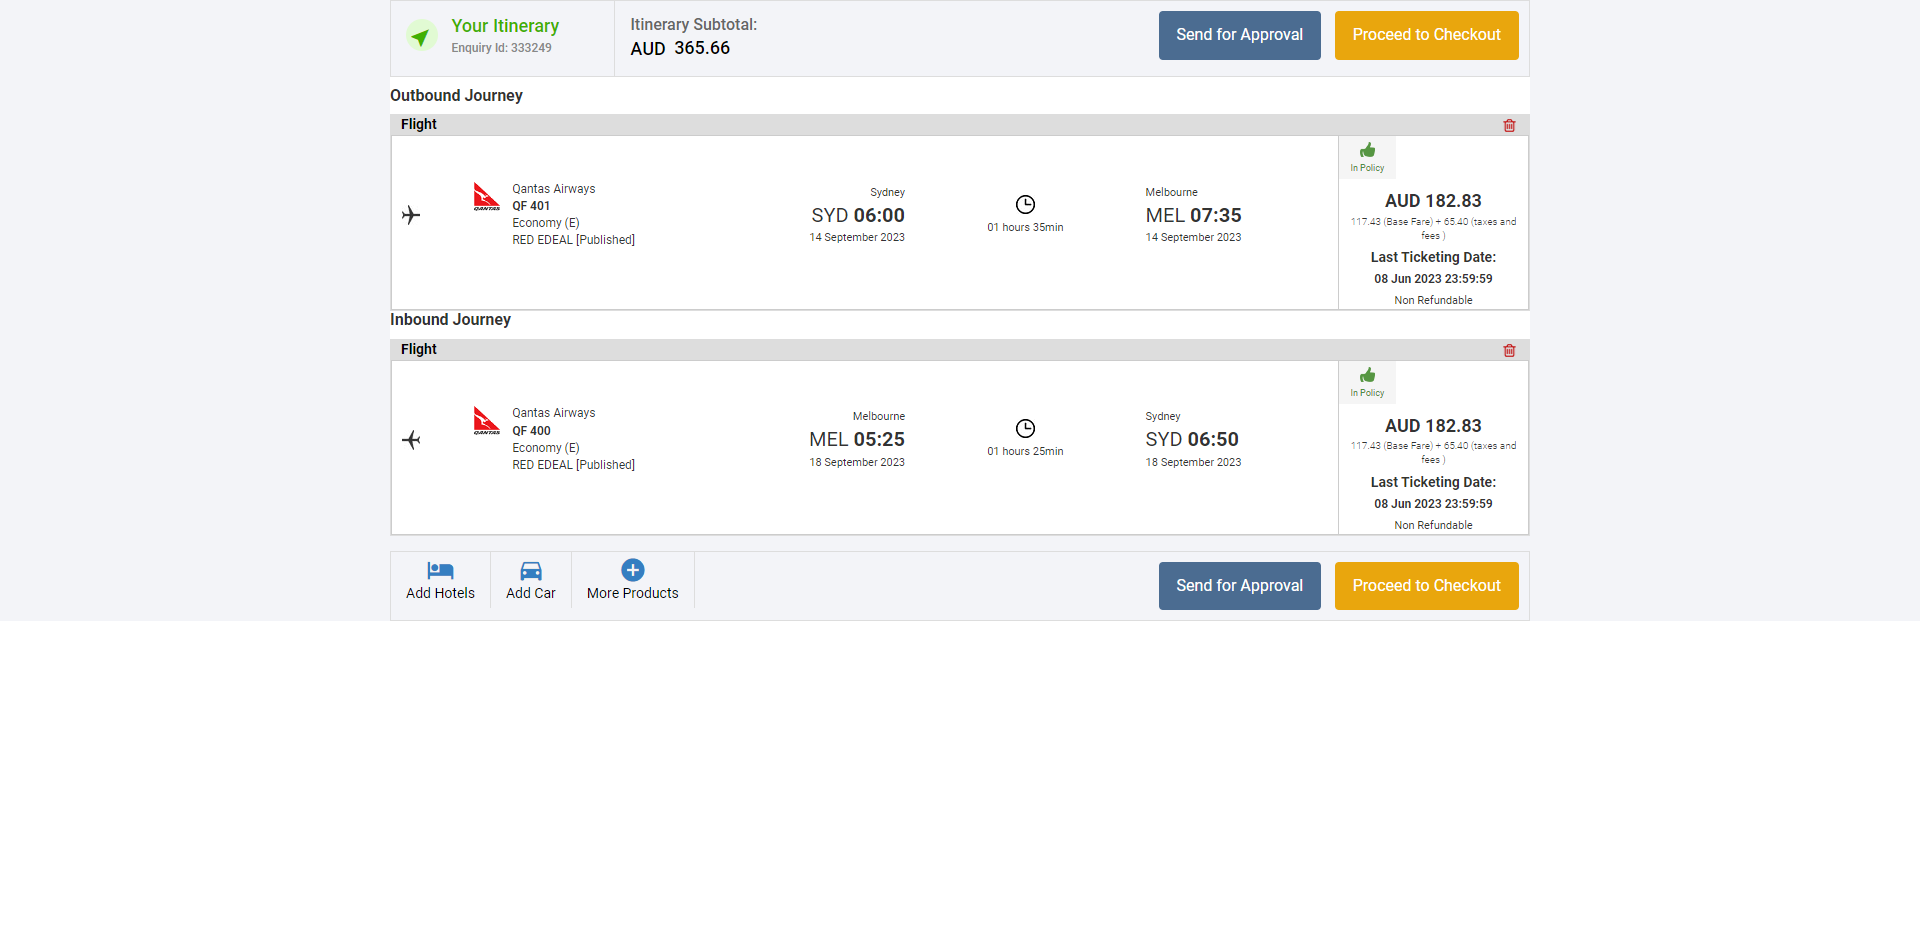 Your Itinerary
Enquiry Id: 333249
Itinerary Subtotal:
AUD 365.66
Send for Approval
Proceed to Checkout
Outbound Journey
Flight
QANTAS
Qantas Airways
QF 401
Economy (E)
RED EDEAL [Published]
Sydney
SYD 06:00
14 September 2023
01 hours 35min
Melbourne
MEL 07:35
14 September 2023
In Policy
AUD 182.83
117.43 (Base Fare) + 65.40 (taxes and
fees )
Last Ticketing Date:
08 Jun 2023 23:59:59
Non Refundable
Inbound Journey
Flight
QANTAS
Qantas Airways
QF 400
Economy (E)
RED EDEAL [Published]
Melbourne
MEL 05:25
18 September 2023
01 hours 25min
Sydney
SYD 06:50
18 September 2023
In Policy
AUD 182.83
117.43 (Base Fare) + 65.40 (taxes and
fees )
Last Ticketing Date:
08 Jun 2023 23:59:59
Non Refundable
Add Hotels
Add Car
More Products
Send for Approval
Proceed to Checkout